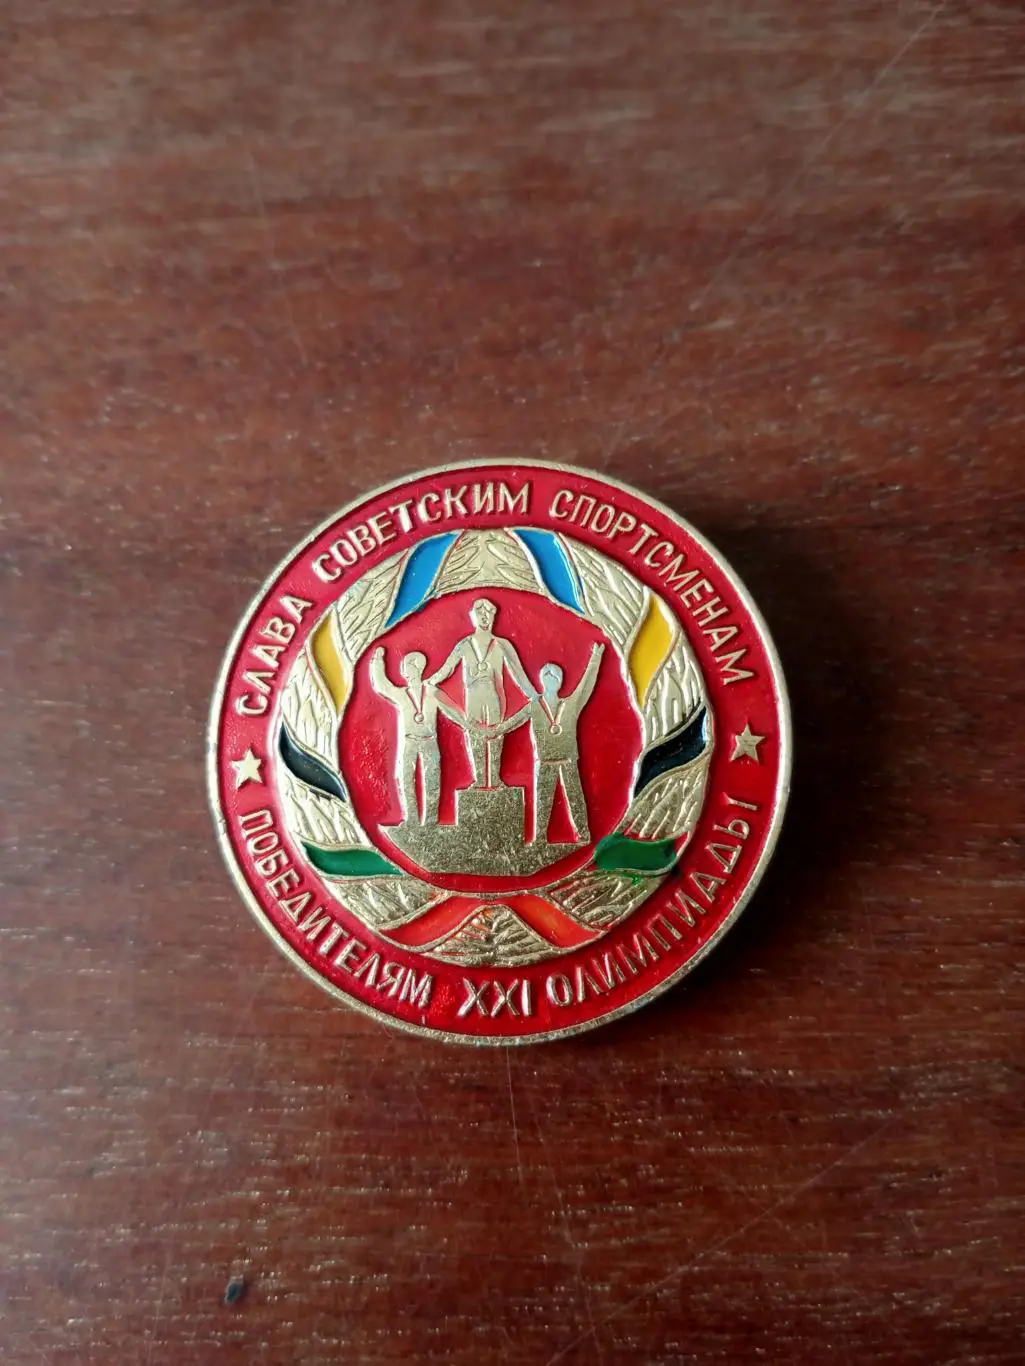 СЛАВА СОВЕТСКИМ СПОРТСМЕНАМ
ПОБЕДИТЕЛЯМ XXI ОЛИМПИАДЫ